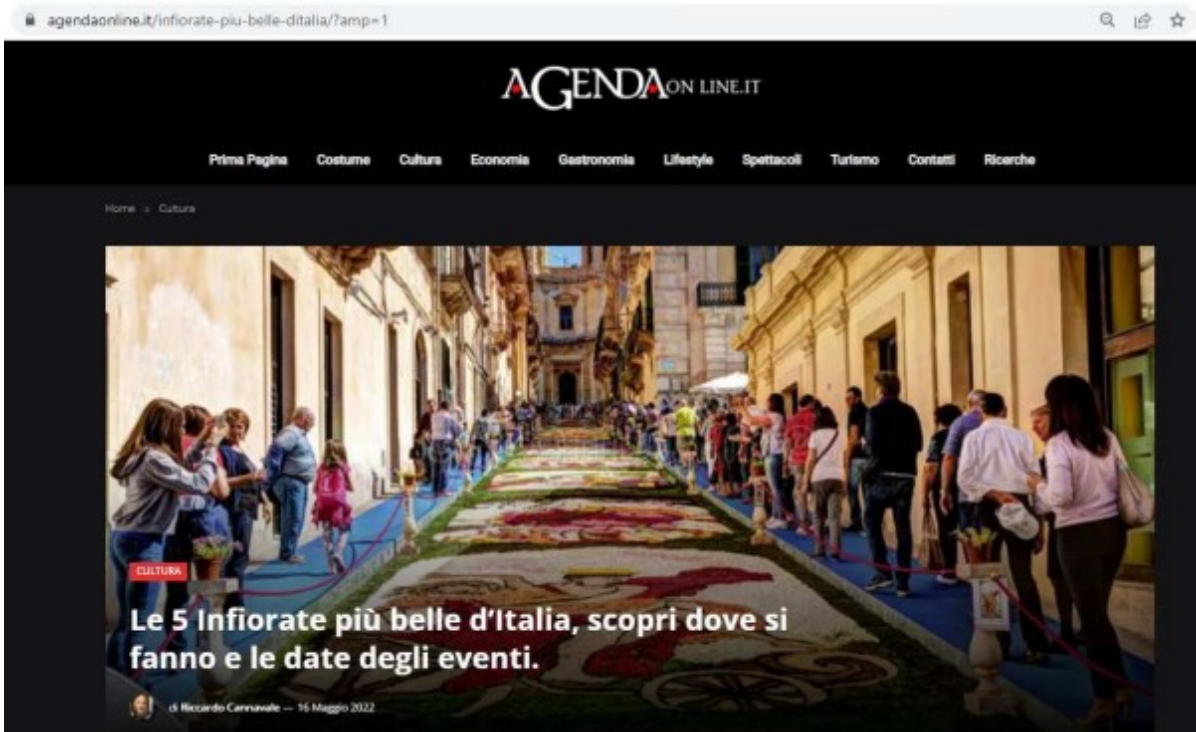 agendaonline.it/infiorate-piu-belle-ditalia/?amp=1
AGENDA ON LINE.IT
Prima Pagina Costume Cultura Economia Gastronomia Lifestyle Spettacoli Turismo Contatti Ricerche
Home » Cultura
CULTURA
Le 5 Infiorate più belle d'Italia, scopri dove si
fanno e le date degli eventi.
di Riccardo Cannavale — 16 Maggio 2022